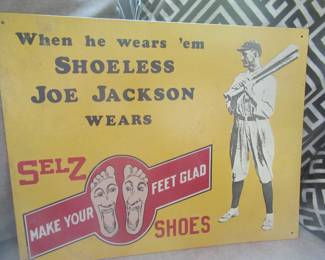 When he wears 'em
SHOELESS
JOE JACKSON
WEARS
SELZ
MAKE YOUR
FEET GLAD
SHOES